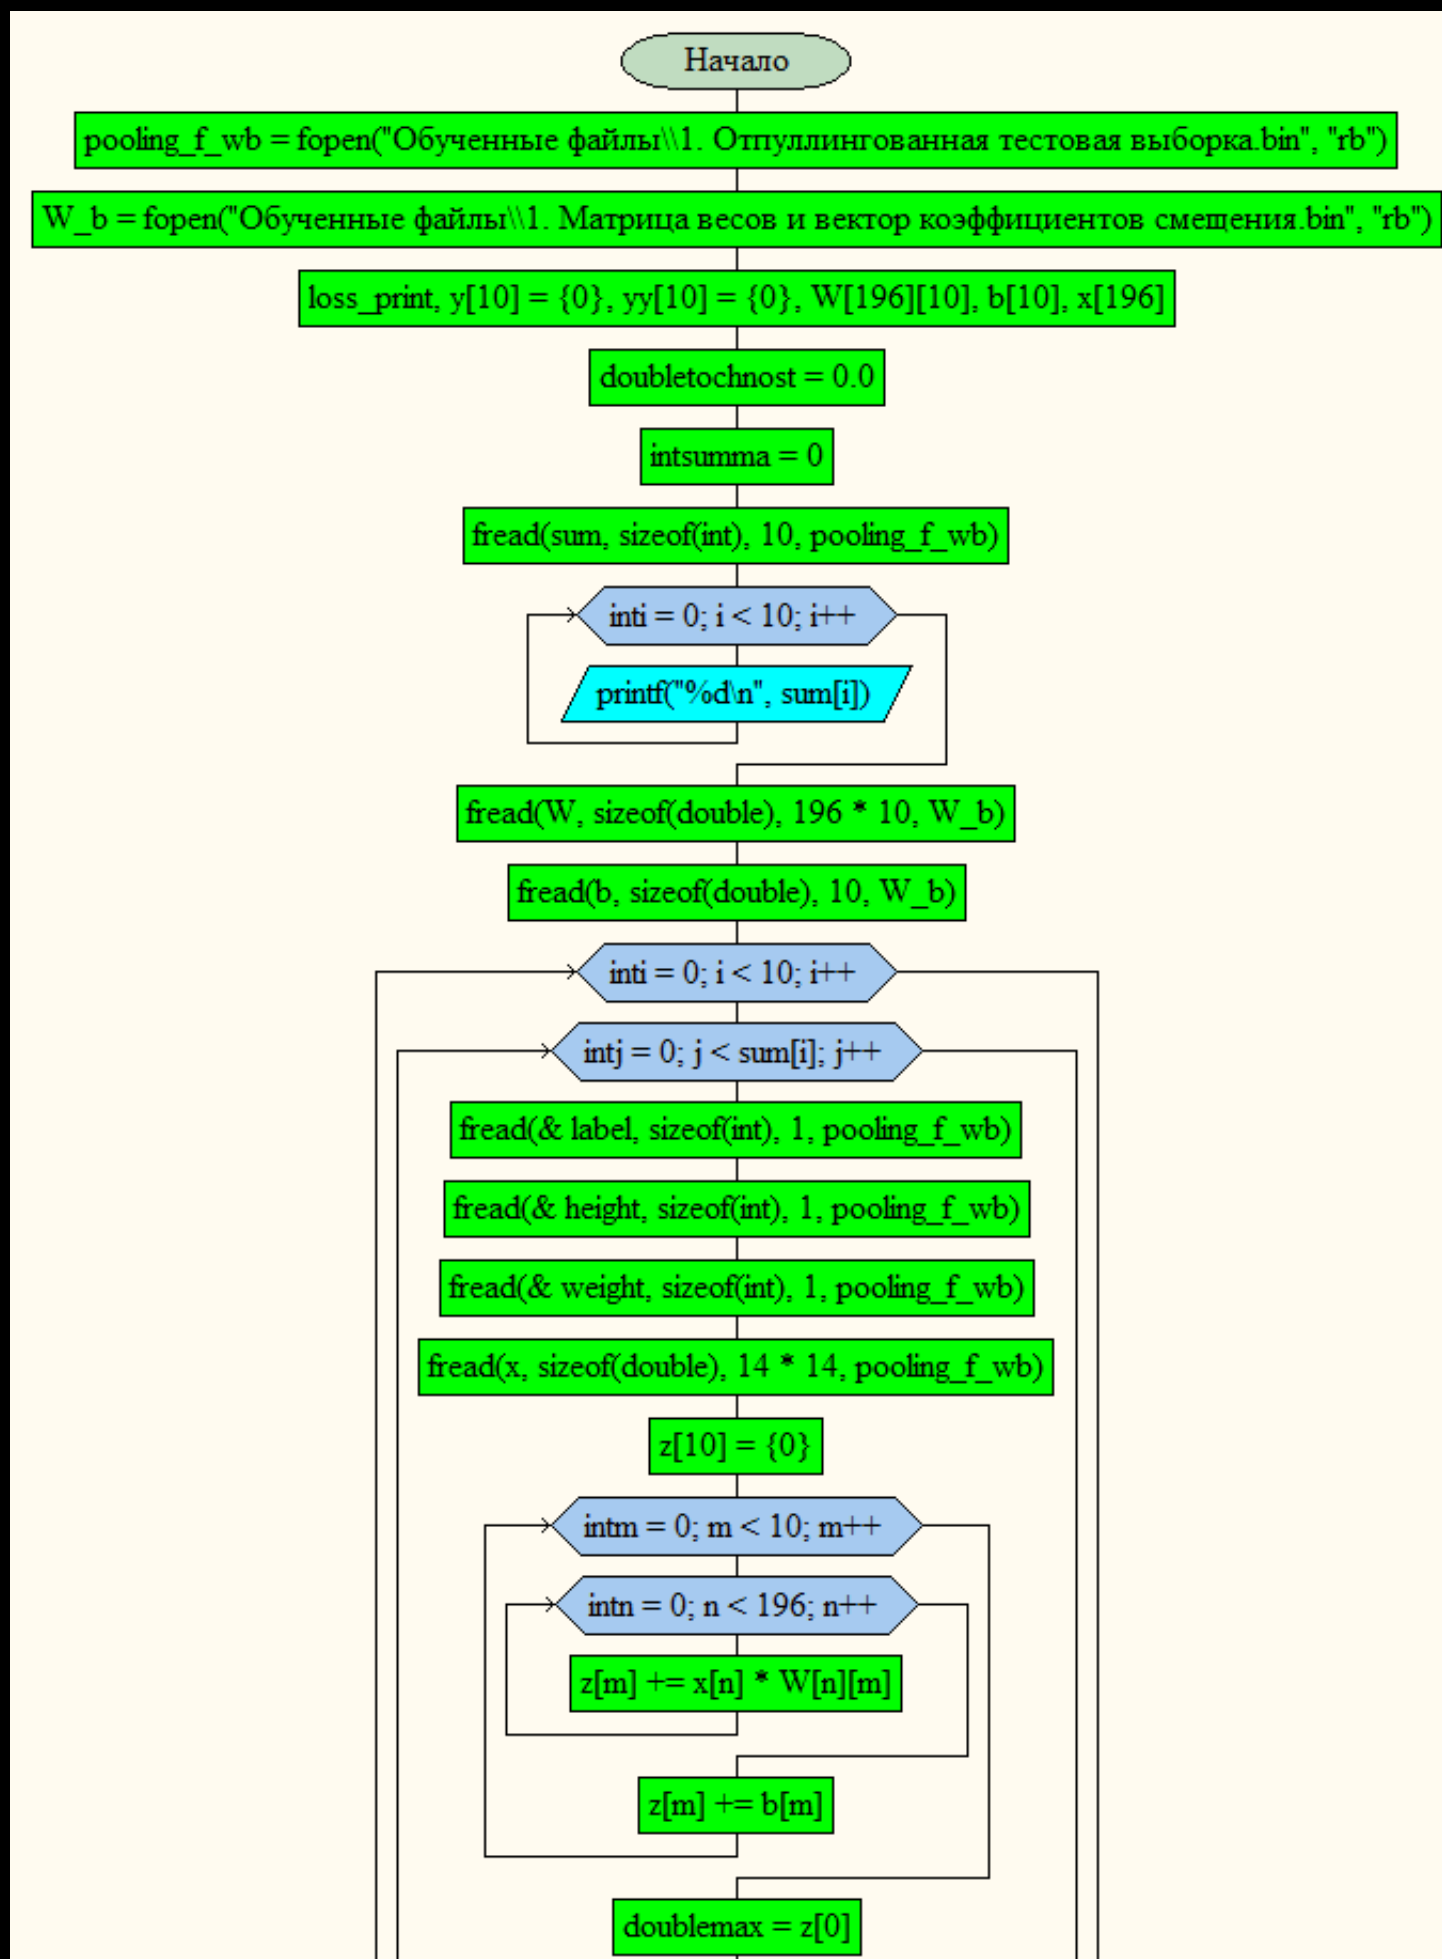 Начало
pooling_f_wb = fopen("Обученные файлы\\1. Отпуллингованная тестовая выборка.bin", "rb")
W_b = fopen("Обученные файлы\\1. Матрица весов и вектор коэффициентов смещения.bin", "rb")
loss_print, y[10] = {0}, yy[10] = {0}, W[196][10], b[10], x[196]
doubletochnost = 0.0
intsumma = 0
fread(sum, sizeof(int), 10, pooling_f_wb)
inti = 0; i < 10; i++
printf("%d\n", sum[i])
fread(W, sizeof(double), 196 * 10, W_b)
fread(b, sizeof(double), 10, W_b)
inti = 0; i < 10; i++
intj = 0; j < sum[i]; j++
fread(& label, sizeof(int), 1, pooling_f_wb)
fread(& height, sizeof(int), 1, pooling_f_wb)
fread(& weight, sizeof(int), 1, pooling_f_wb)
fread(x, sizeof(double), 14 * 14, pooling_f_wb)
z[10] = {0}
intm = 0; m < 10; m++
intn = 0; n < 196; n++
z[m] += x[n] * W[n][m]
z[m] += b[m]
doublemax = z[0]